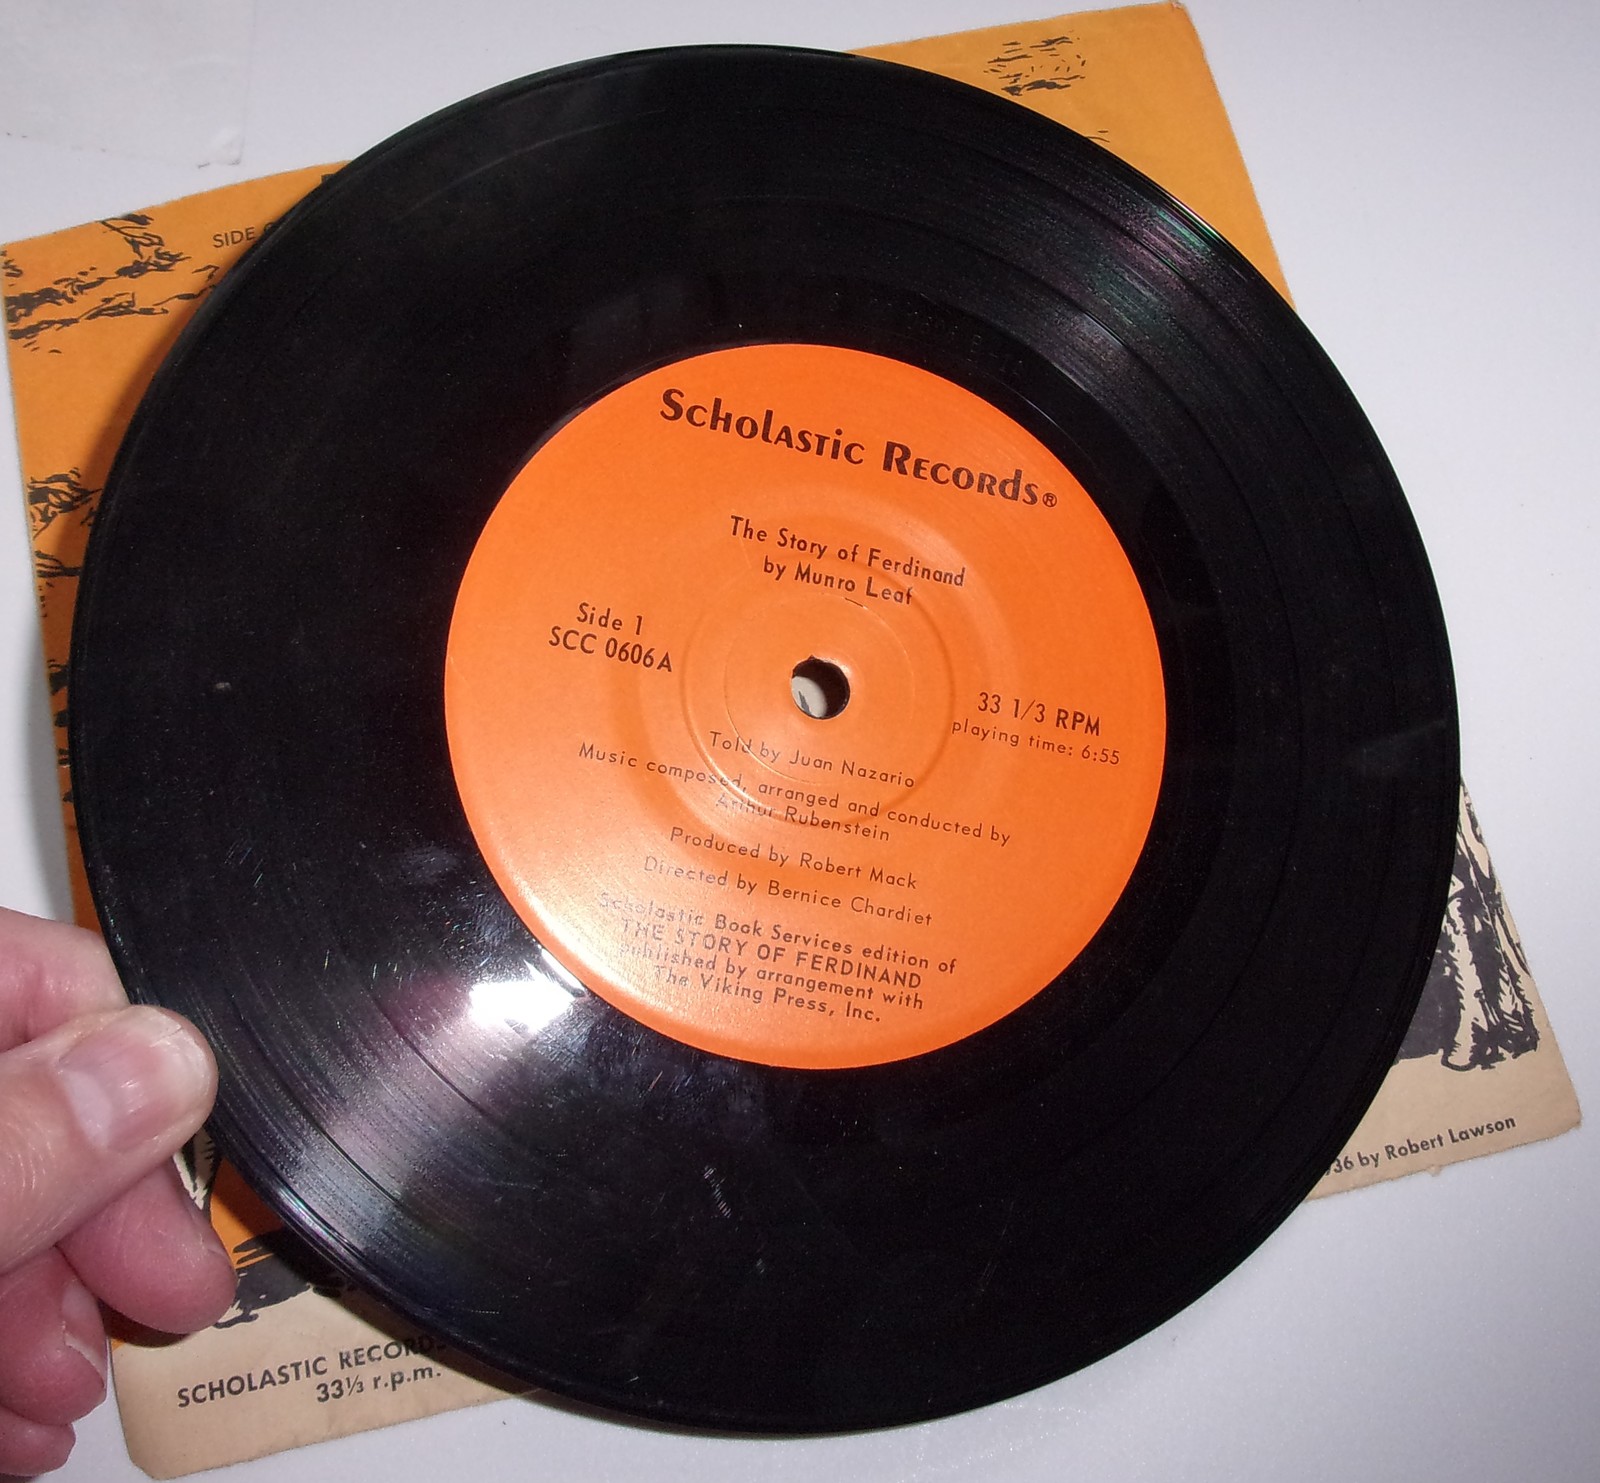 SIDE
Scholastic Records®
The Story of Ferdinand
by Munro Leaf
Side 1
SCC 0606A
33 1/3 RPM
playing time: 6:55
Told by Juan Nazario
Music composed, arranged and conducted by
Arthur Rubenstein
Produced by Robert Mack
Directed by Bernice Chardiet
Scholastic Book Services edition of
THE STORY OF FERDINAND
published by arrangement with
The Viking Press, Inc.
36 by Robert Lawson
SCHOLASTIC RECORDS
33⅓ r.p.m.